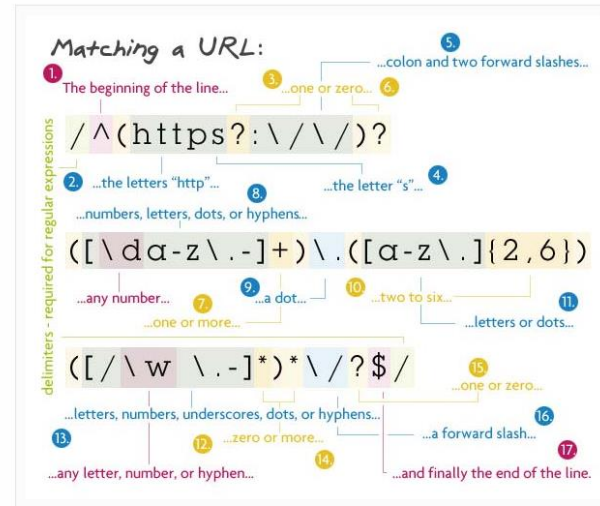 Matching a URL:
5.
...colon and two forward slashes...
1.
The beginning of the line...
3.
...one or zero...
6.
/^(https?:\/\/)?
2.
...the letters “http”...
...the letter “s”...
4.
8.
...numbers, letters, dots, or hyphens...
([\da-z\.-]+)\.([a-z\.]{2,6})
...any number...
9.
...a dot...
10.
...two to six...
7.
...one or more...
11.
...letters or dots...
([/\w \.-]*)*\/?$/
15.
...one or zero...
...letters, numbers, underscores, dots, or hyphens...
16.
...a forward slash...
13.
12.
...zero or more...
14.
17.
...any letter, number, or hyphen...
...and finally the end of the line.
delimiters - required for regular expressions